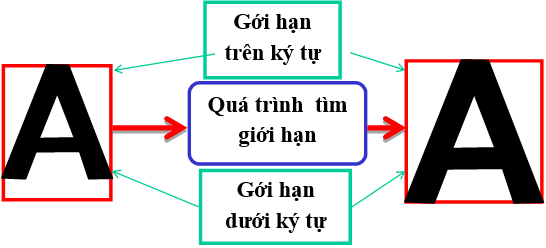 Gới hạn
trên ký tự
A
Quá trình tìm
giới hạn
A
Gới hạn
dưới ký tự